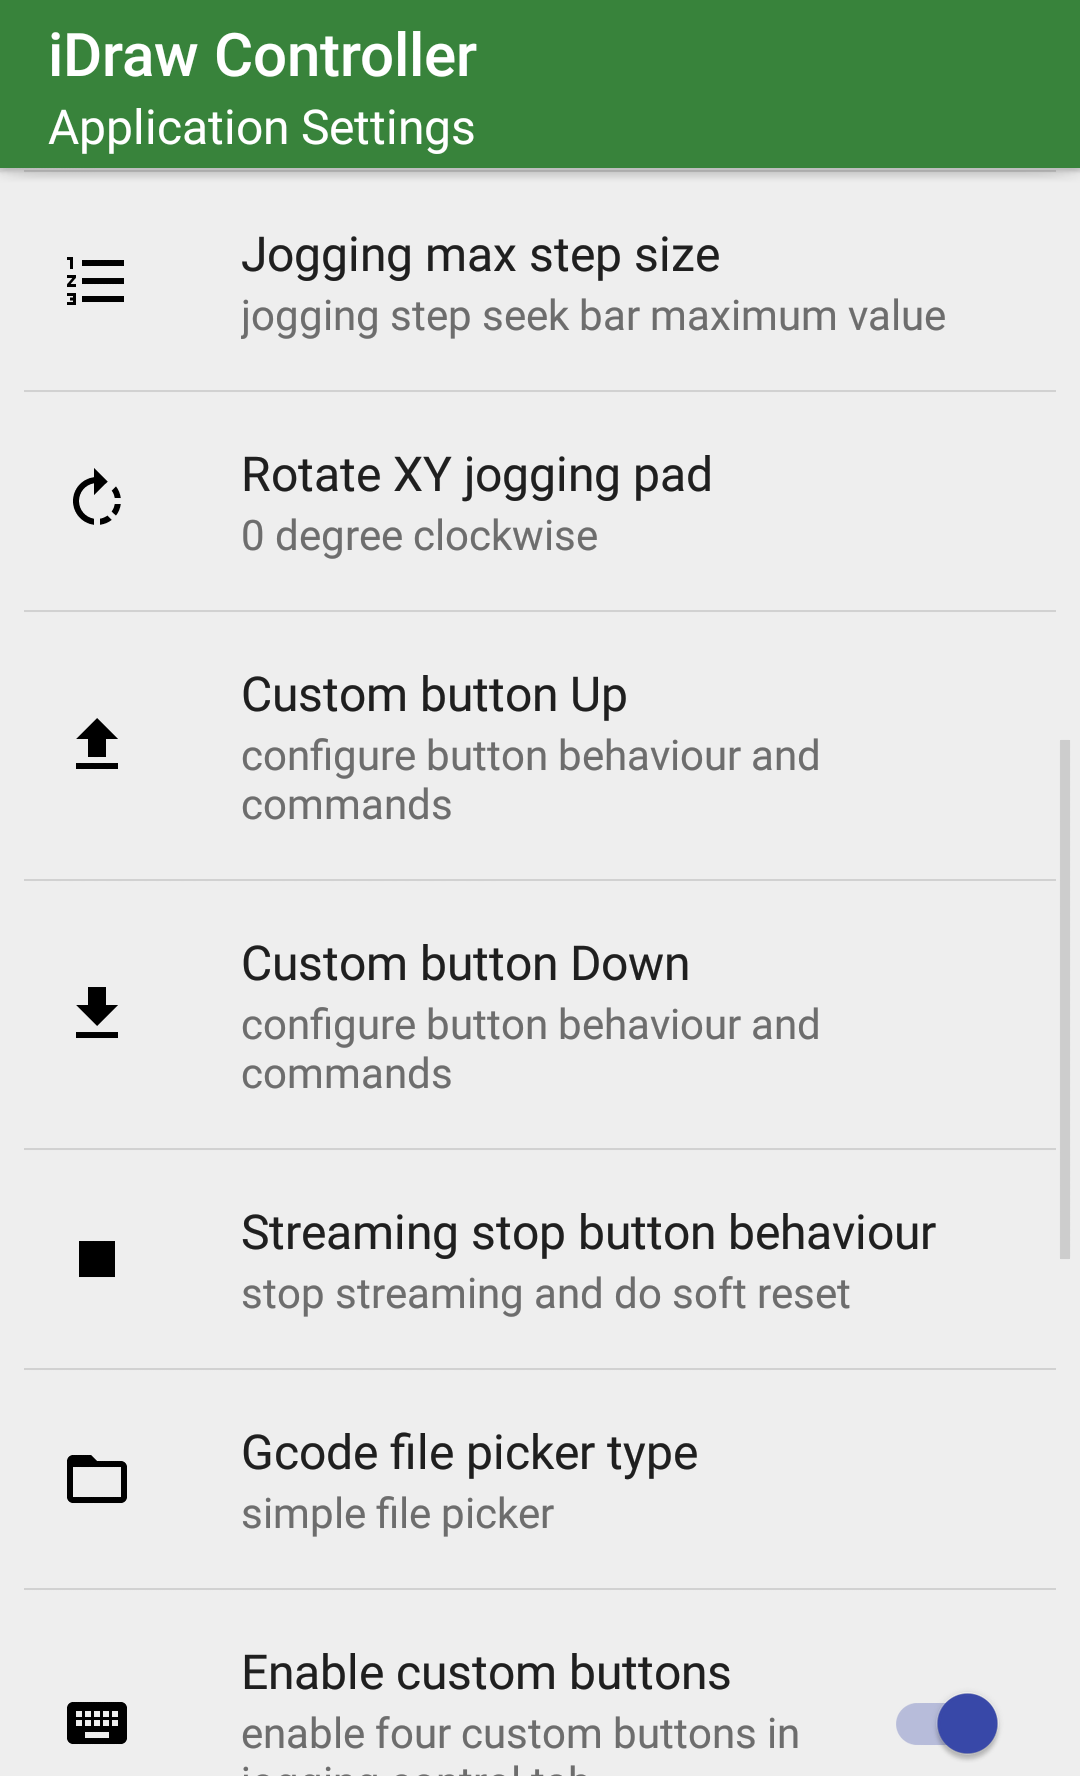 iDraw Controller
Application Settings
Jogging max step size
jogging step seek bar maximum value
Rotate XY jogging pad
0 degree clockwise
Custom button Up
configure button behaviour and
commands
Custom button Down
configure button behaviour and
commands
Streaming stop button behaviour
stop streaming and do soft reset
Gcode file picker type
simple file picker
Enable custom buttons
enable four custom buttons in
jogging control tab